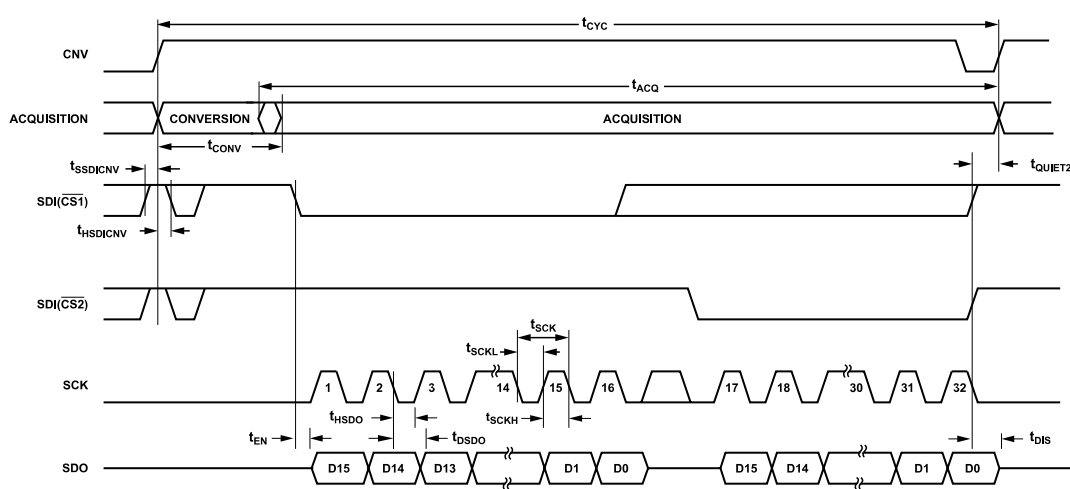 tCYC
CNV
tACQ
ACQUISITION CONVERSION ACQUISITION
tCONV
tSSDICNV
tQUIET2
SDI(CS1)
tHSDICNV
SDI(CS2)
tSCK
tSCKL
SCK 1 2 3 14 15 16 17 18 30 31 32
tHSDO tSCKH
tEN tDSDO tDIS
SDO D15 D14 D13 D1 D0 D15 D14 D1 D0